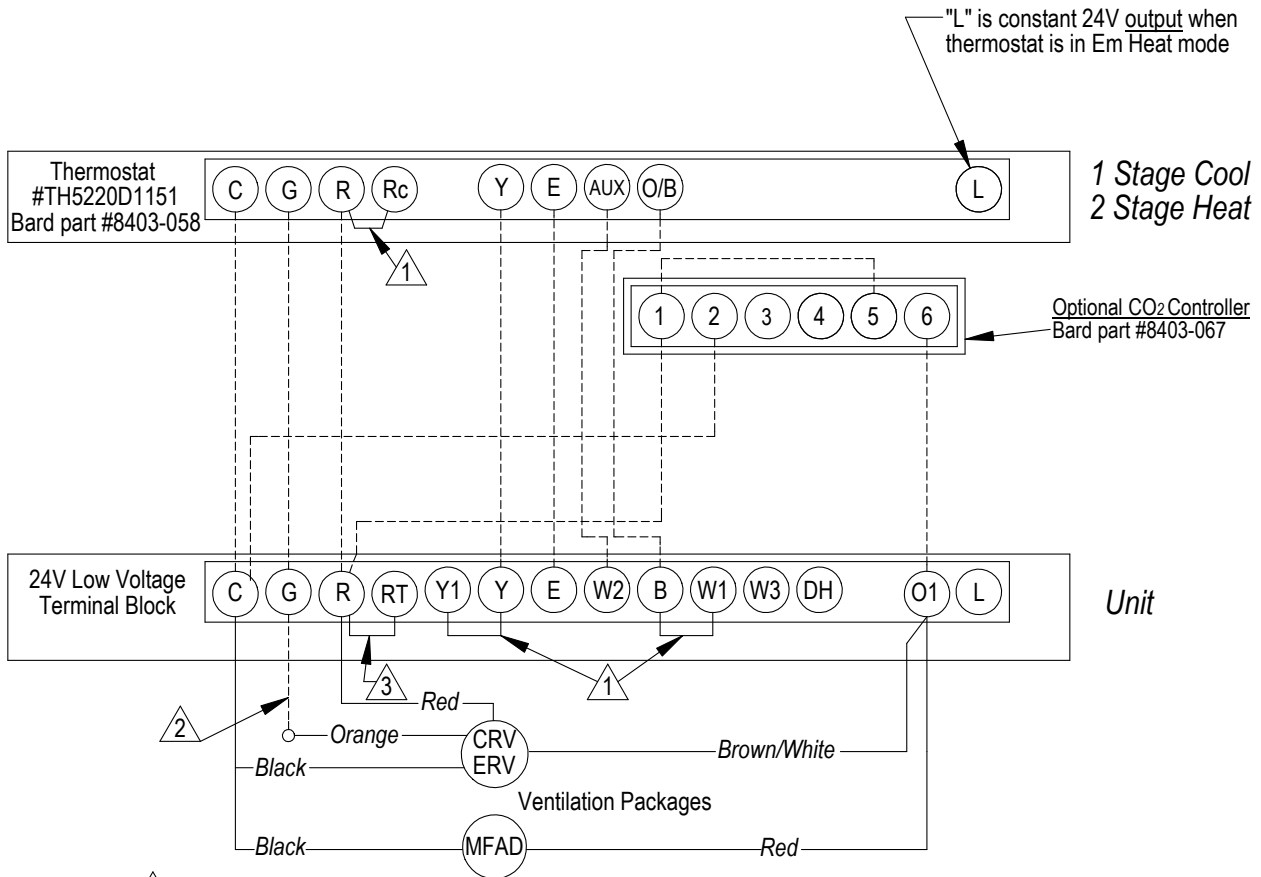 "L" is constant 24V output when
thermostat is in Em Heat mode
Thermostat
#TH5220D1151
Bard part #8403-058
C G R Rc Y E AUX O/B L
1 Stage Cool
2 Stage Heat
1
1 2 3 4 5 6
Optional CO2 Controller
Bard part #8403-067
24V Low Voltage
Terminal Block
C G R RT Y1 Y E W2 B W1 W3 DH O1 L
Unit
3
1
2
Red
Orange
CRV
ERV
Brown/White
Black
Ventilation Packages
Black
MFAD
Red